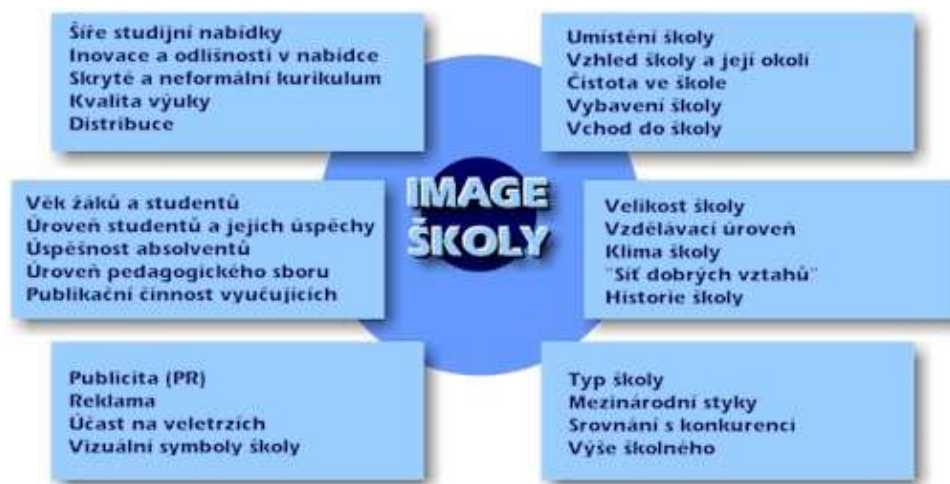 Šíře studijní nabídky
Inovace a odlišnosti v nabídce
Skryté a neformální kurikulum
Kvalita výuky
Distribuce
Umístění školy
Vzhled školy a její okolí
Čistota ve škole
Vybavení školy
Vchod do školy
IMAGE
ŠKOLY
Věk žáků a studentů
Úroveň studentů a jejich úspěchy
Úspěšnost absolventů
Úroveň pedagogického sboru
Publikační činnost vyučujících
Velikost školy
Vzdělávací úroveň
Klima školy
"Síť dobrých vztahů"
Historie školy
Publicita (PR)
Reklama
Účast na veletrzích
Vizuální symboly školy
Typ školy
Mezinárodní styky
Srovnání s konkurencí
Výše školného